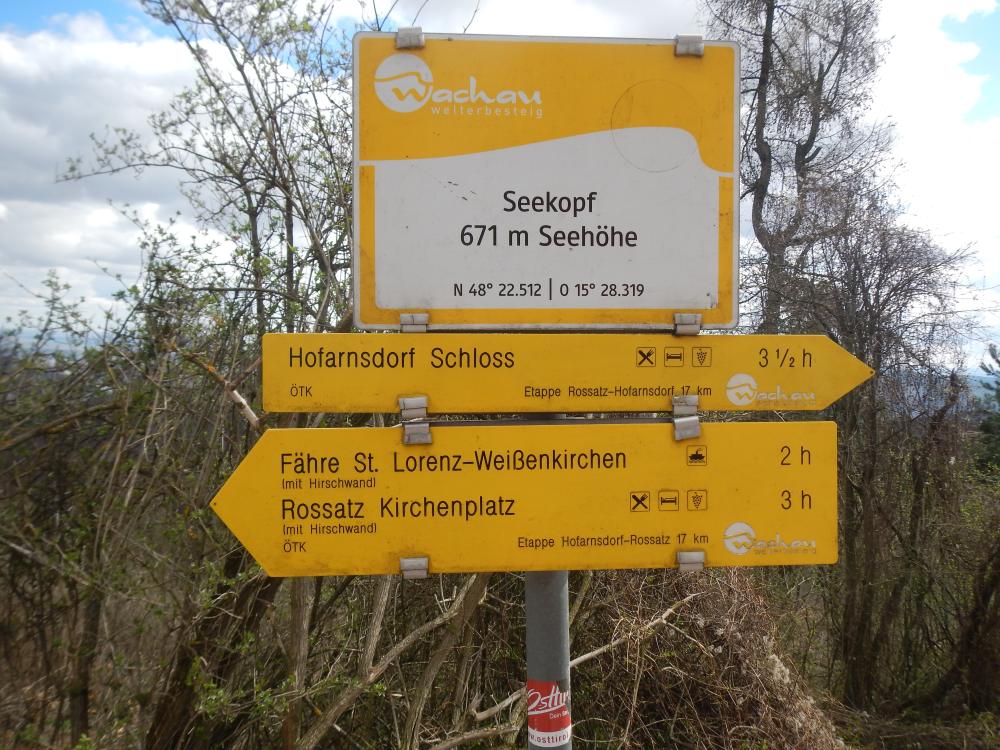 Wachau
welterbesteig
Seekopf
671 m Seehöhe
N 48° 22.512 | O 15° 28.319
Hofarnsdorf Schloss 3 ½ h
ÖTK Etappe Rossatz-Hofarnsdorf 17 km Wachau
Fähre St. Lorenz-Weißenkirchen 2 h
(mit Hirschwand)
Rossatz Kirchenplatz 3 h
(mit Hirschwand)
ÖTK Etappe Hofarnsdorf-Rossatz 17 km Wachau
welterbesteig